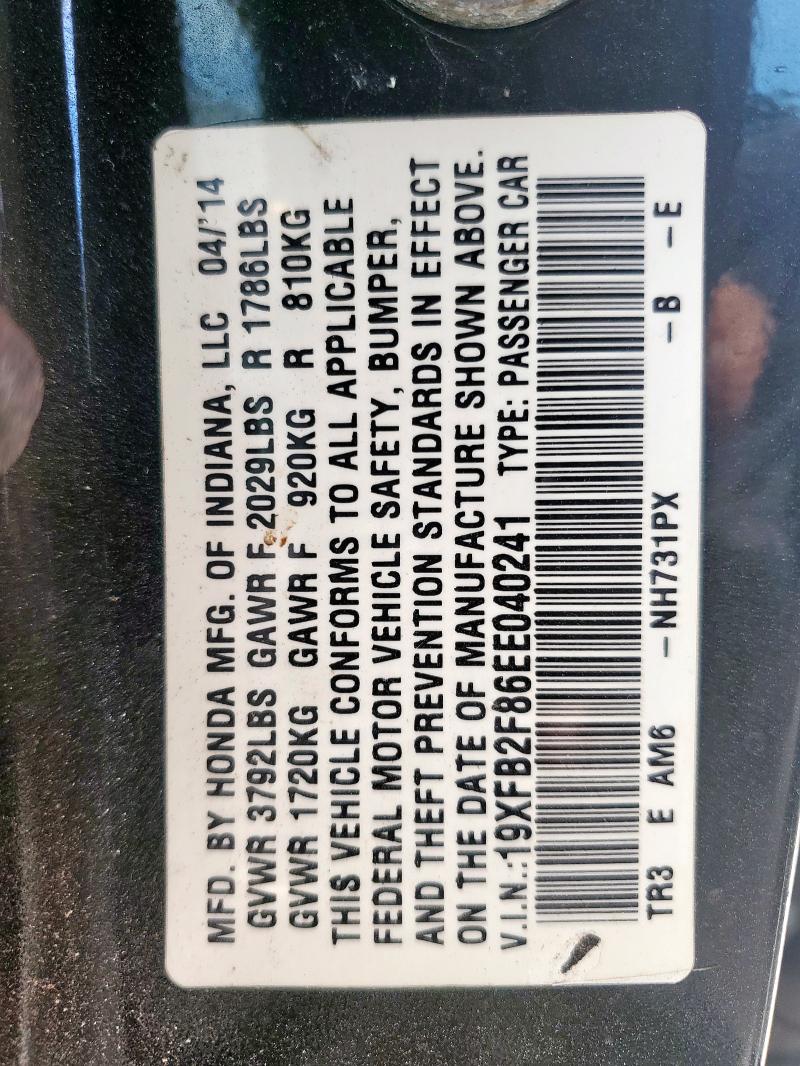 MFD. BY HONDA MFG. OF INDIANA, LLC 04/'14
GVWR 3792LBS GAWR F 2029LBS R 1786LBS
GVWR 1720KG GAWR F 920KG R 810KG
THIS VEHICLE CONFORMS TO ALL APPLICABLE
FEDERAL MOTOR VEHICLE SAFETY, BUMPER,
AND THEFT PREVENTION STANDARDS IN EFFECT
ON THE DATE OF MANUFACTURE SHOWN ABOVE.
V.I.N.:19XFB2F86EE040241 TYPE: PASSENGER CAR
TR3 E AM6 -NH731PX -B -E